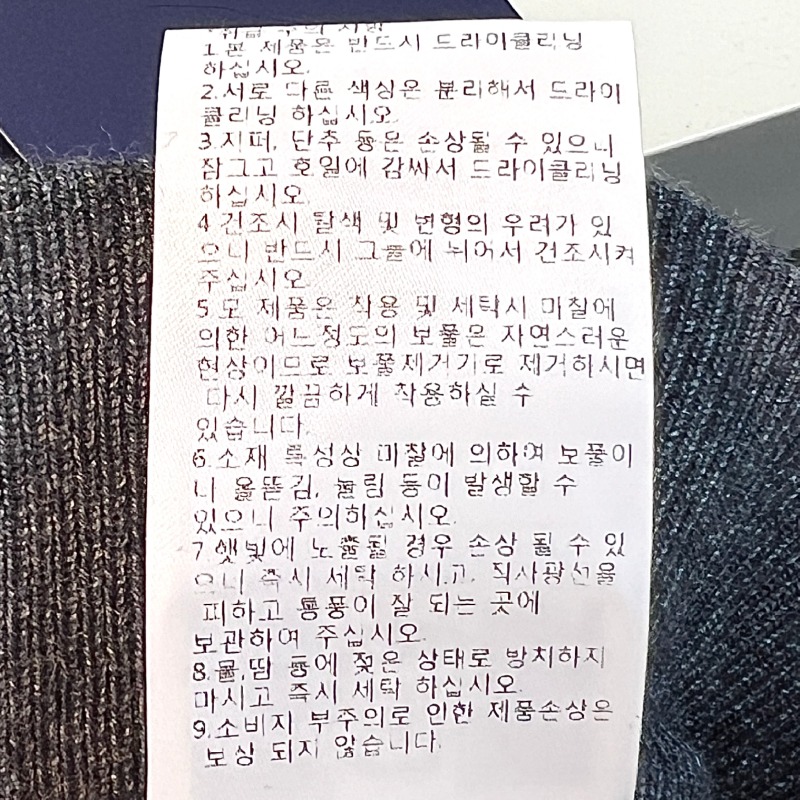 취급 주의 사항
1.본 제품은 반드시 드라이클리닝
하십시오.
2.서로 다른 색상은 분리해서 드라이
클리닝 하십시오.
3.지퍼, 단추 등은 손상될 수 있으니
잠그고 호일에 감싸서 드라이클리닝
하십시오.
4.건조시 탈색 및 변형의 우려가 있
으니 반드시 그늘에 뉘어서 건조시켜
주십시오.
5.모 제품은 착용 및 세탁시 마찰에
의한 어느정도의 보풀은 자연스러운
현상이므로 보풀제거기로 제거하시면
다시 깔끔하게 착용하실 수
있습니다.
6.소재 특성상 마찰에 의하여 보풀이
나 올뜯김, 눌림 등이 발생할 수
있으니 주의하십시오.
7.햇빛에 노출될 경우 손상 될 수 있
으니 즉시 세탁 하시고, 직사광선을
피하고 통풍이 잘 되는 곳에
보관하여 주십시오.
8.물,땀 등에 젖은 상태로 방치하지
마시고 즉시 세탁 하십시오.
9.소비자 부주의로 인한 제품손상은
보상 되지 않습니다.